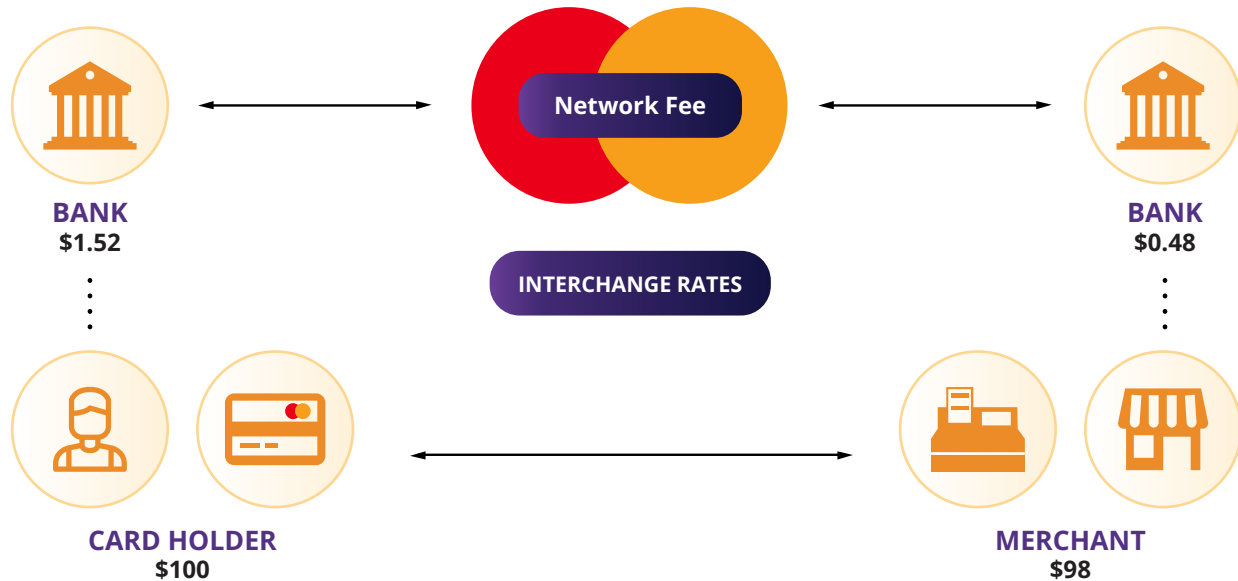 Network Fee
BANK
$1.52
BANK
$0.48
INTERCHANGE RATES
CARD HOLDER
$100
MERCHANT
$98